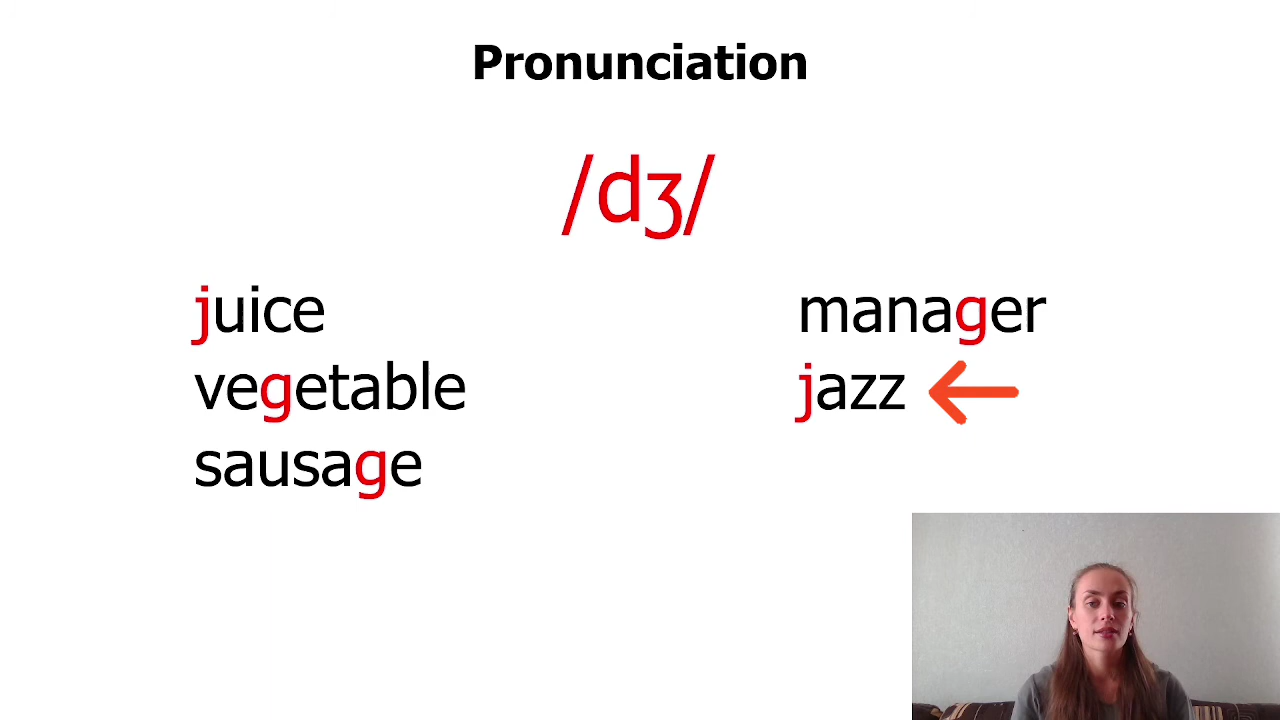 Pronunciation
/dʒ/
juice
vegetable
sausage
manager
jazz